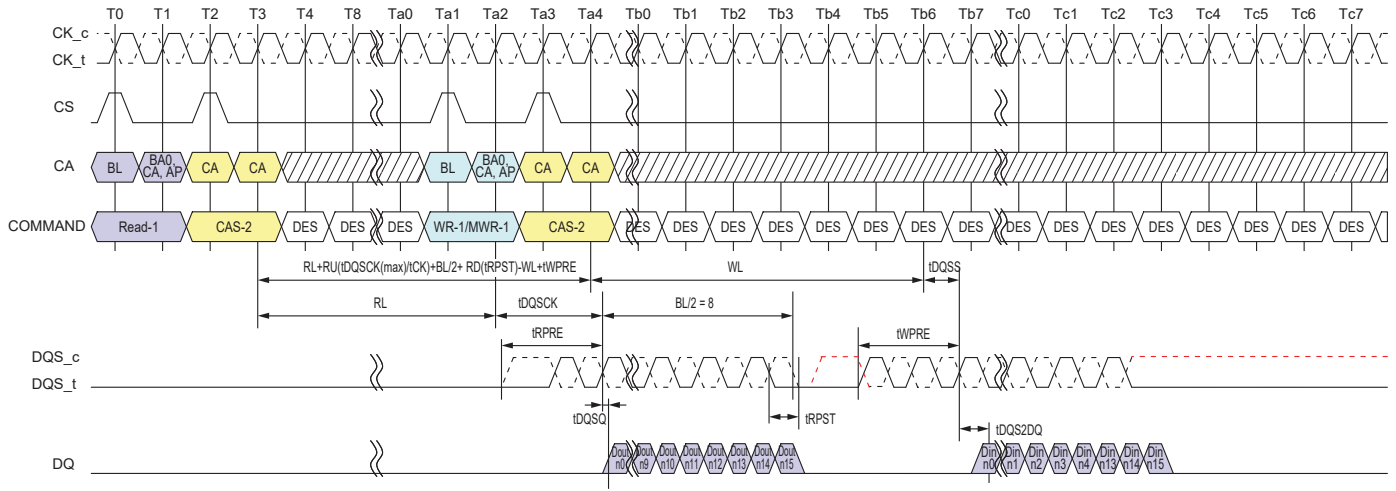 T0 T1 T2 T3 T4 T8 Ta0 Ta1 Ta2 Ta3 Ta4 Tb0 Tb1 Tb2 Tb3 Tb4 Tb5 Tb6 Tb7 Tc0 Tc1 Tc2 Tc3 Tc4 Tc5 Tc6 Tc7
CK_c
CK_t
CS
CA BL BA0, CA, AP CA CA BL BA0, CA, AP CA CA
COMMAND Read-1 CAS-2 DES DES DES WR-1/MWR-1 CAS-2 DES DES DES DES DES DES DES DES DES DES DES DES DES DES DES DES
RL+RU(tDQSCK(max)/tCK)+BL/2+ RD(tRPST)-WL+tWPRE WL tDQSS
RL tDQSCK BL/2 = 8
tRPRE tWPRE
DQS_c
DQS_t
tDQSQ tRPST tDQS2DQ
DQ Dout n0 Dout n9 Dout n10 Dout n11 Dout n12 Dout n13 Dout n14 Dout n15 Din n0 Din n1 Din n2 Din n3 Din n4 Din n13 Din n14 Din n15